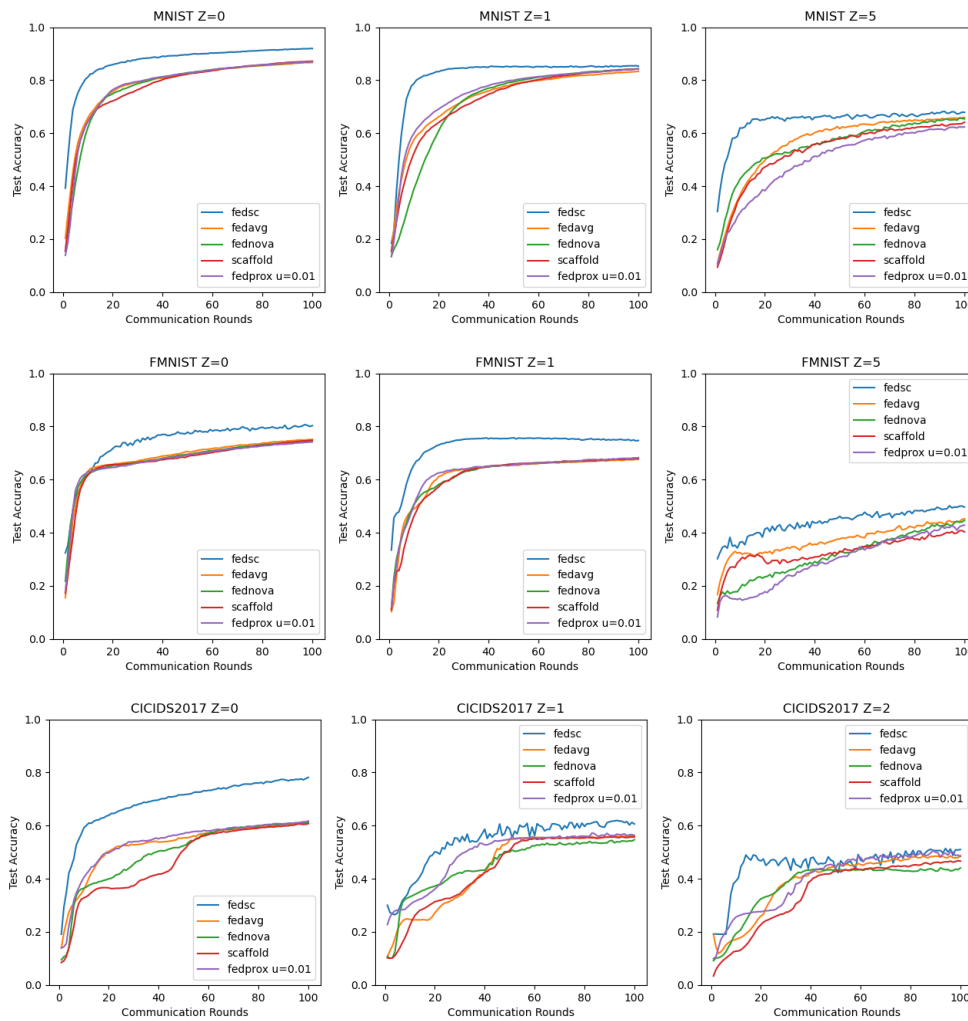 MNIST Z=0
1.0
0.8
0.6
0.4
0.2
0.0
Test Accuracy
fedsc
fedavg
fednova
scaffold
fedprox u=0.01
0 20 40 60 80 100
Communication Rounds
MNIST Z=1
1.0
0.8
0.6
0.4
0.2
0.0
Test Accuracy
fedsc
fedavg
fednova
scaffold
fedprox u=0.01
0 20 40 60 80 100
Communication Rounds
MNIST Z=5
1.0
0.8
0.6
0.4
0.2
0.0
Test Accuracy
fedsc
fedavg
fednova
scaffold
fedprox u=0.01
0 20 40 60 80 100
Communication Rounds
FMNIST Z=0
1.0
0.8
0.6
0.4
0.2
0.0
Test Accuracy
fedsc
fedavg
fednova
scaffold
fedprox u=0.01
0 20 40 60 80 100
Communication Rounds
FMNIST Z=1
1.0
0.8
0.6
0.4
0.2
0.0
Test Accuracy
fedsc
fedavg
fednova
scaffold
fedprox u=0.01
0 20 40 60 80 100
Communication Rounds
FMNIST Z=5
1.0
0.8
0.6
0.4
0.2
0.0
Test Accuracy
fedsc
fedavg
fednova
scaffold
fedprox u=0.01
0 20 40 60 80 100
Communication Rounds
CICIDS2017 Z=0
1.0
0.8
0.6
0.4
0.2
0.0
Test Accuracy
fedsc
fedavg
fednova
scaffold
fedprox u=0.01
0 20 40 60 80 100
Communication Rounds
CICIDS2017 Z=1
1.0
0.8
0.6
0.4
0.2
0.0
Test Accuracy
fedsc
fedavg
fednova
scaffold
fedprox u=0.01
0 20 40 60 80 100
Communication Rounds
CICIDS2017 Z=2
1.0
0.8
0.6
0.4
0.2
0.0
Test Accuracy
fedsc
fedavg
fednova
scaffold
fedprox u=0.01
0 20 40 60 80 100
Communication Rounds